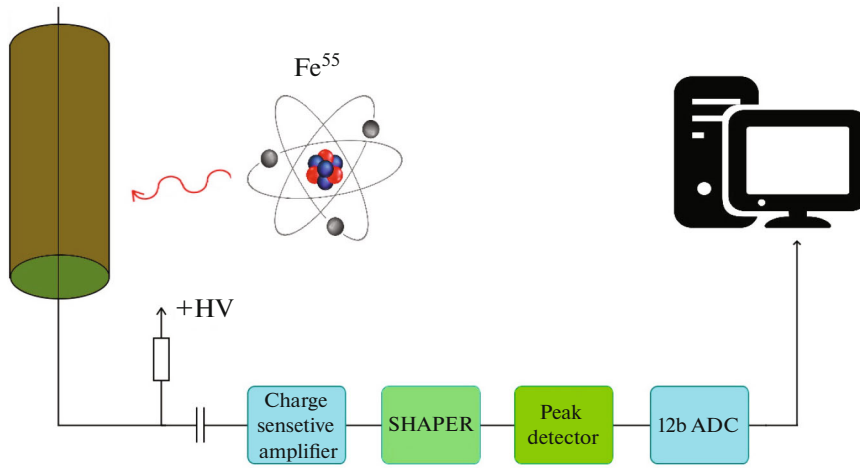 Fe⁵⁵
+HV
Charge
sensetive
amplifier
SHAPER
Peak
detector
12b ADC